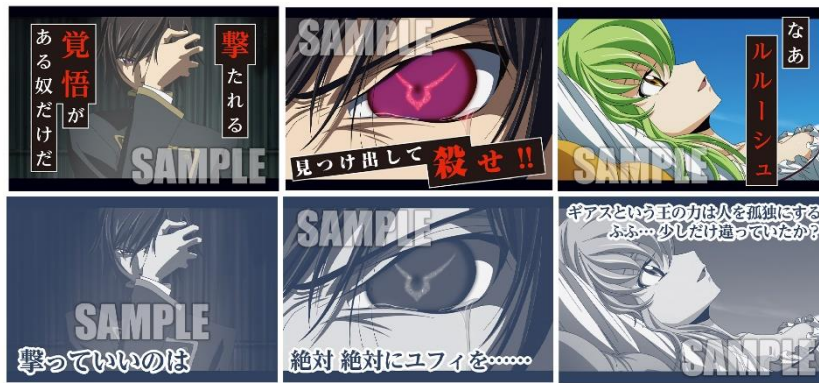 撃たれる
覚悟が
ある奴だけだ
SAMPLE
SAMPLE
見つけ出して殺せ!!
なあ
ルルーシュ
SAMPLE
SAMPLE
撃っていいのは
SAMPLE
絶対 絶対にユフィを……
ギアスという王の力は人を孤独にする
ふふ… 少しだけ違っていたか?
SAMPLE